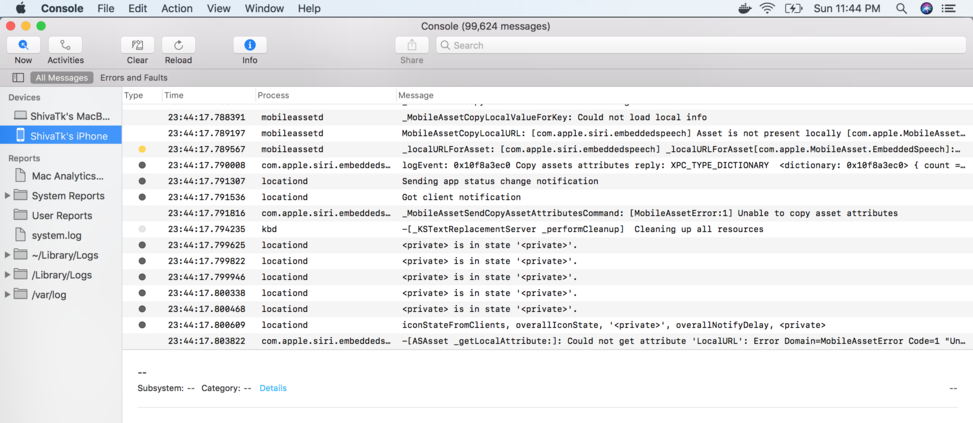 Console File Edit Action View Window Help Sun 11:44 PM
Console (99,624 messages)
Search
Now Activities Clear Reload Info Share
All Messages Errors and Faults
Devices
ShivaTk's MacB...
ShivaTk's iPhone
Reports
Mac Analytics...
System Reports
User Reports
system.log
~/Library/Logs
/Library/Logs
/var/log
Type Time Process Message
23:44:17.788391 mobileassetd _MobileAssetCopyLocalValueForKey: Could not load local info
23:44:17.789197 mobileassetd MobileAssetCopyLocalURL: [com.apple.siri.embeddedspeech] Asset is not present locally [com.apple.MobileAsset...
23:44:17.789567 mobileassetd _localURLForAsset: [com.apple.siri.embeddedspeech] _localURLForAsset[com.apple.MobileAsset.EmbeddedSpeech]:...
23:44:17.790008 com.apple.siri.embeddeds... logEvent: 0x10f8a3ec0 Copy assets attributes reply: XPC_TYPE_DICTIONARY <dictionary: 0x10f8a3ec0> { count =...
23:44:17.791307 locationd Sending app status change notification
23:44:17.791536 locationd Got client notification
23:44:17.791816 com.apple.siri.embeddeds... _MobileAssetSendCopyAssetAttributesCommand: [MobileAssetError:1] Unable to copy asset attributes
23:44:17.794235 kbd -[_KSTextReplacementServer _performCleanup] Cleaning up all resources
23:44:17.799625 locationd <private> is in state '<private>'.
23:44:17.799822 locationd <private> is in state '<private>'.
23:44:17.799946 locationd <private> is in state '<private>'.
23:44:17.800338 locationd <private> is in state '<private>'.
23:44:17.800468 locationd <private> is in state '<private>'.
23:44:17.800609 locationd iconStateFromClients, overallIconState, '<private>', overallNotifyDelay, <private>
23:44:17.803822 com.apple.siri.embeddeds... -[ASAsset _getLocalAttribute:]: Could not get attribute 'LocalURL': Error Domain=MobileAssetError Code=1 "Un...
--
Subsystem: -- Category: -- Details --